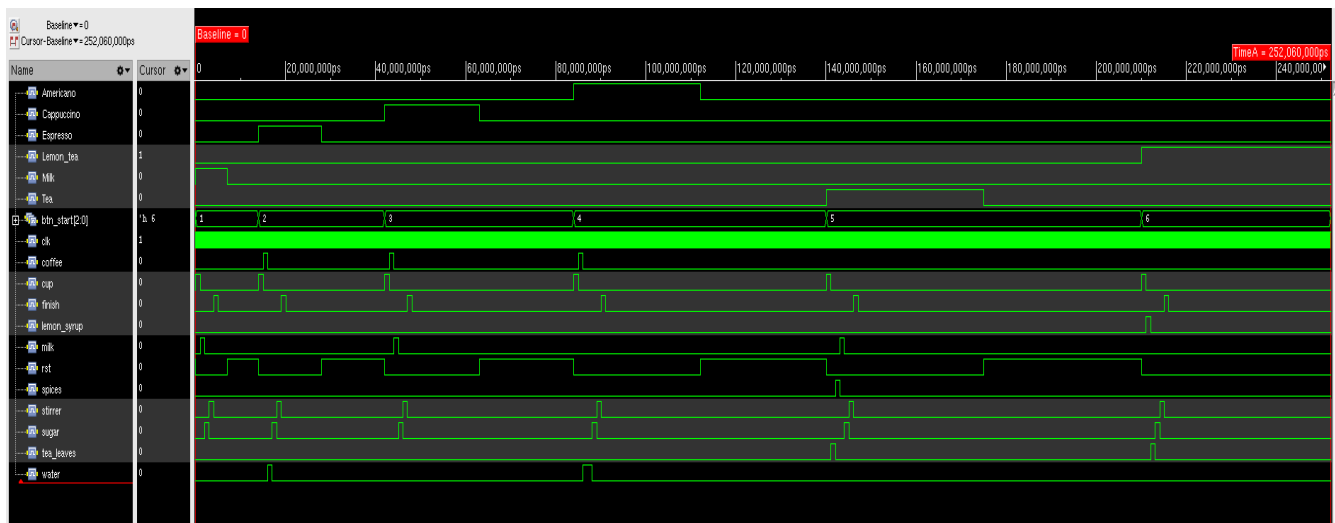 Baseline▼= 0
Cursor-Baseline▼= 252,060,000ps
Baseline = 0
TimeA = 252,060,000ps
Name Cursor 0 20,000,000ps 40,000,000ps 60,000,000ps 80,000,000ps 100,000,000ps 120,000,000ps 140,000,000ps 160,000,000ps 180,000,000ps 200,000,000ps 220,000,000ps 240,000,00
Americano 0
Cappuccino 0
Espresso 0
Lemon_tea 1
Milk 0
Tea 0
btn_start[2:0] 'h 6 1 2 3 4 5 6
clk 1
coffee 0
cup 0
finish 0
lemon_syrup 0
milk 0
rst 0
spices 0
stirrer 0
sugar 0
tea_leaves 0
water 0